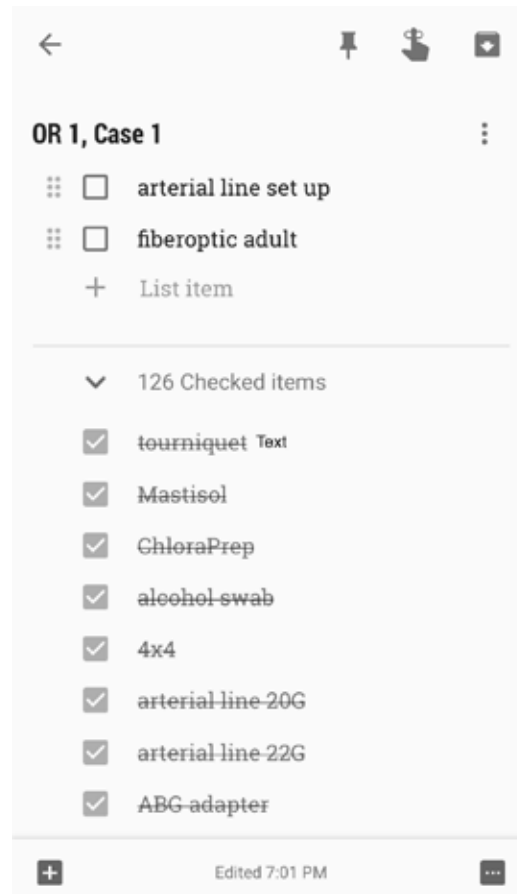 OR 1, Case 1
arterial line set up
fiberoptic adult
List item
126 Checked items
tourniquet Text
Mastisol
ChloraPrep
alcohol swab
4x4
arterial line 20G
arterial line 22G
ABG adapter
Edited 7:01 PM